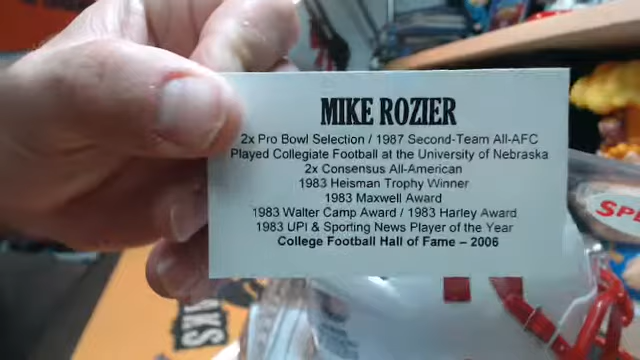 MIKE ROZIER
2x Pro Bowl Selection / 1987 Second-Team All-AFC
Played Collegiate Football at the University of Nebraska
2x Consensus All-American
1983 Heisman Trophy Winner
1983 Maxwell Award
1983 Walter Camp Award / 1983 Harley Award
1983 UPI & Sporting News Player of the Year
College Football Hall of Fame – 2006